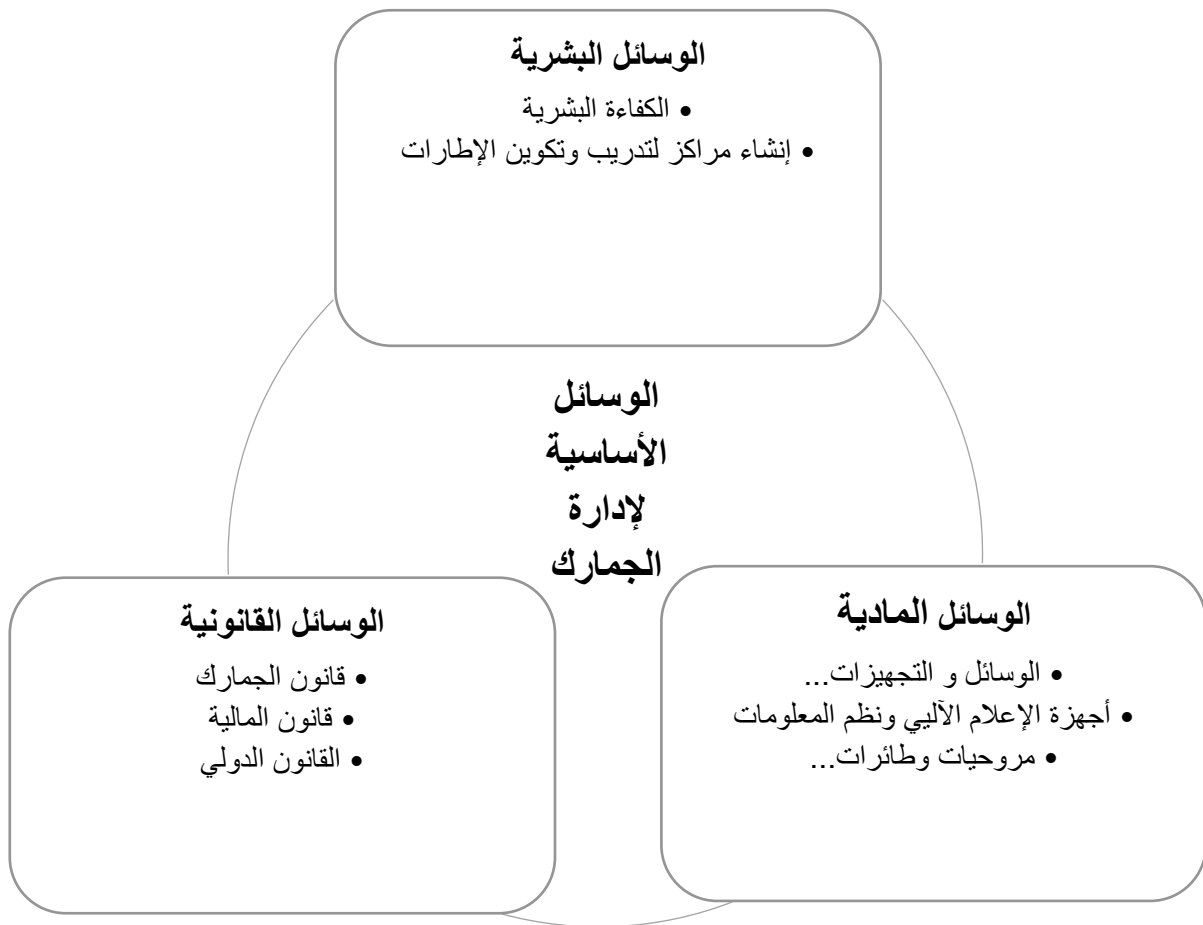 الوسائل البشرية
• الكفاءة البشرية
• إنشاء مراكز لتدريب وتكوين الإطارات
الوسائل
الأساسية
لإدارة
الجمارك
الوسائل المادية
• الوسائل و التجهيزات...
• أجهزة الإعلام الآليي ونظم المعلومات
• مروحيات وطائرات...
الوسائل القانونية
• قانون الجمارك
• قانون المالية
• القانون الدولي